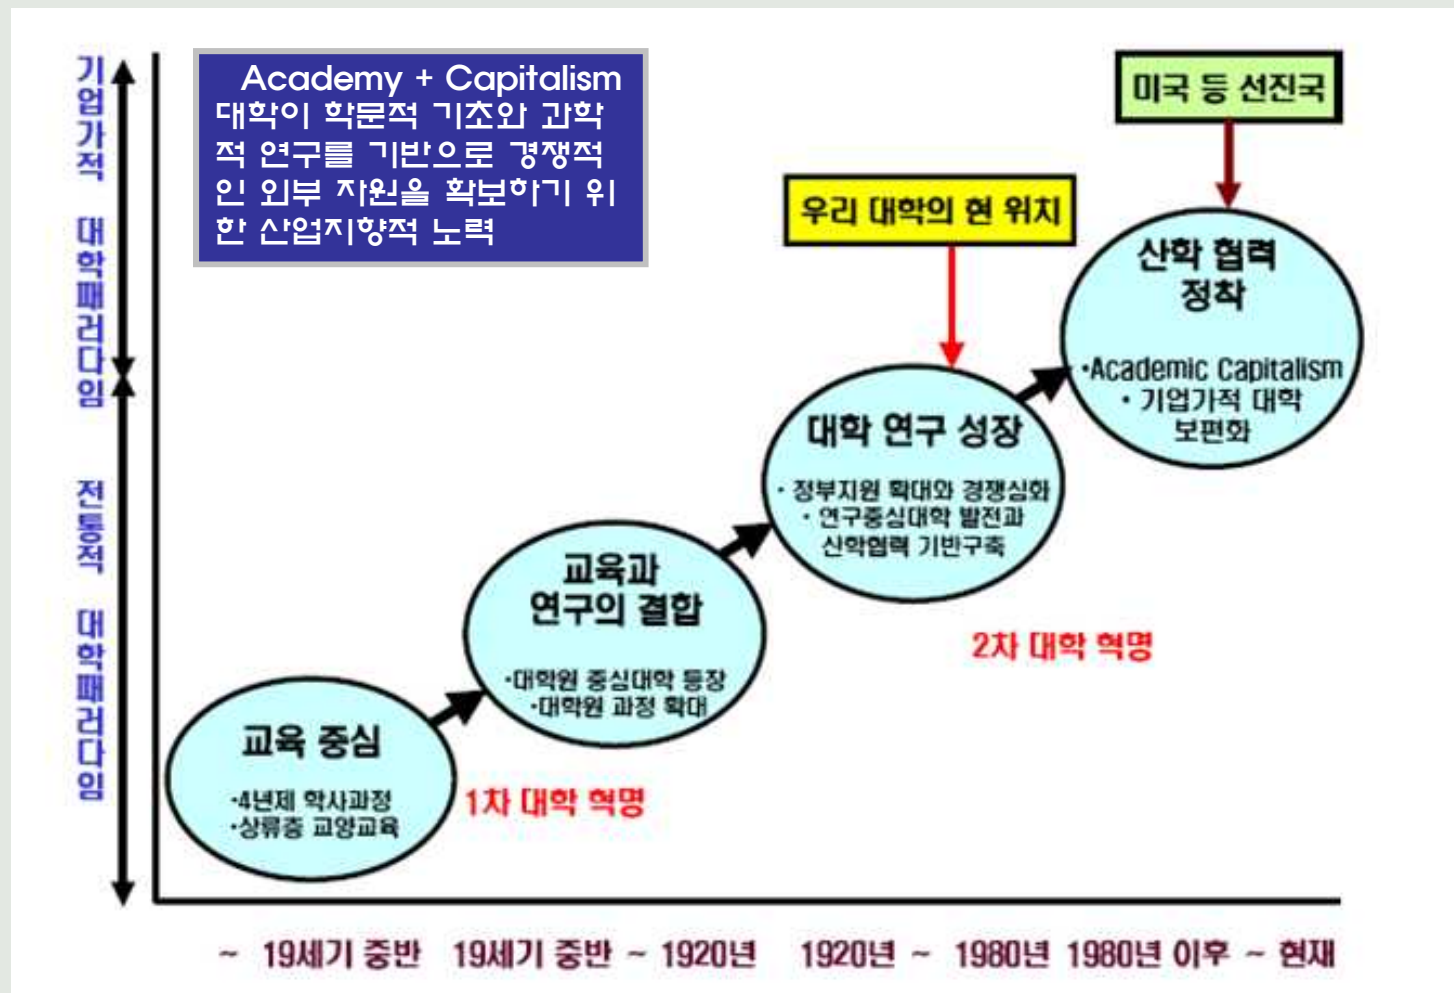 Academy + Capitalism
대학이 학문적 기초와 과학
적 연구를 기반으로 경쟁적
인 외부 자원을 확보하기 위
한 산업지향적 노력
미국 등 선진국
우리 대학의 현 위치
기업가적 대학패러다임
전통적 대학패러다임
산학 협력
정착
·Academic Capitalism
· 기업가적 대학
보편화
대학 연구 성장
· 정부지원 확대와 경쟁심화
· 연구중심대학 발전과
산학협력 기반구축
교육과
연구의 결합
·대학원 중심대학 등장
·대학원 과정 확대
2차 대학 혁명
교육 중심
·4년제 학사과정
·상류층 교양교육
1차 대학 혁명
~ 19세기 중반 19세기 중반 ~ 1920년 1920년 ~ 1980년 1980년 이후 ~ 현재